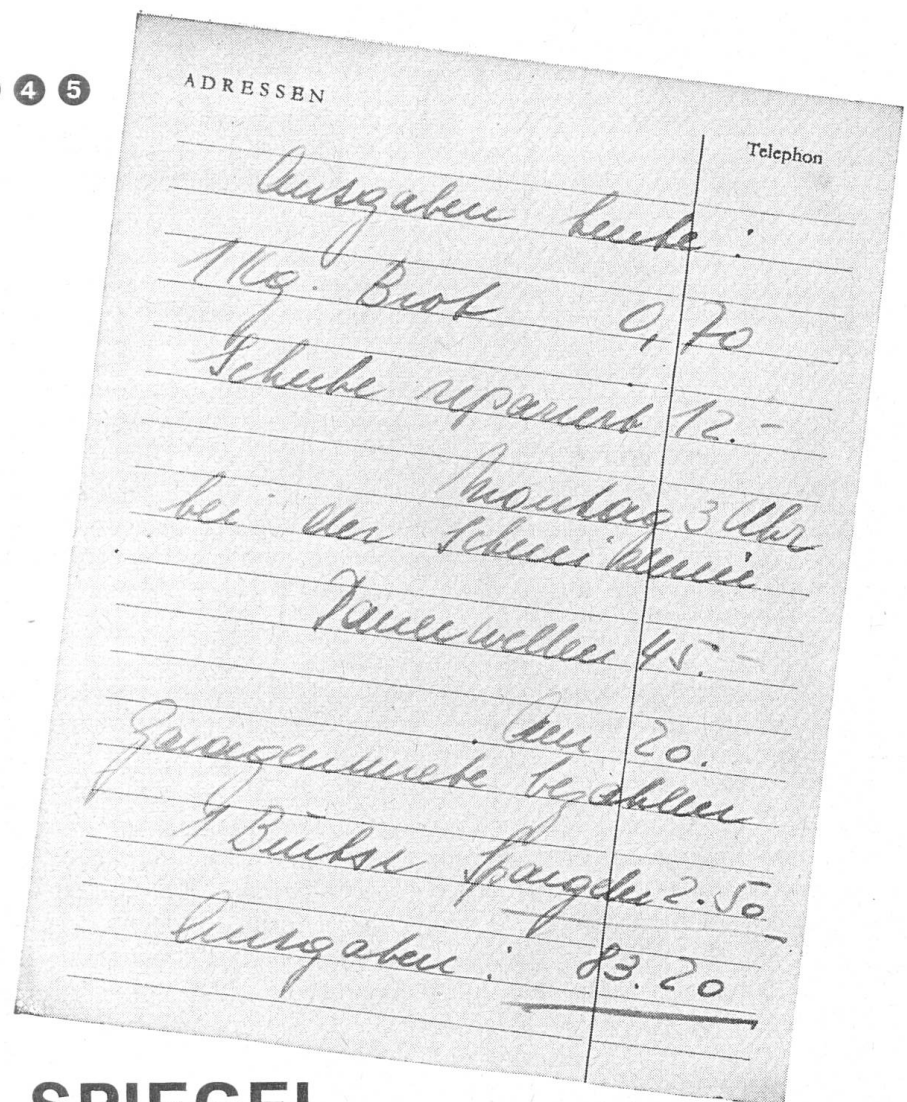 4 5
ADRESSEN
Telephon
Ausgaben heute:
1 Kg. Brot 0,70
Schuhe repariert 12.-
Montag 3 Uhr
bei der Schneiderin
Dauerwellen 45.-
Am 20.
Garagenmiete bezahlen
1 Büchse Spargeln 2.50
Ausgaben: 83.20
SPIEGEL